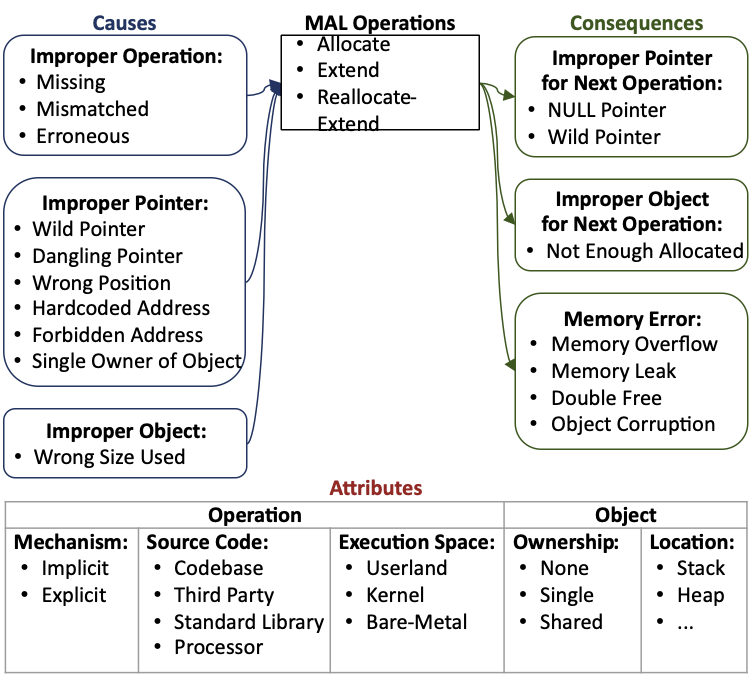 Causes
Improper Operation:
• Missing
• Mismatched
• Erroneous
Improper Pointer:
• Wild Pointer
• Dangling Pointer
• Wrong Position
• Hardcoded Address
• Forbidden Address
• Single Owner of Object
Improper Object:
• Wrong Size Used
MAL Operations
• Allocate
• Extend
• Reallocate-
Extend
Consequences
Improper Pointer
for Next Operation:
• NULL Pointer
• Wild Pointer
Improper Object
for Next Operation:
• Not Enough Allocated
Memory Error:
• Memory Overflow
• Memory Leak
• Double Free
• Object Corruption
Attributes
Operation
Object
Mechanism:
• Implicit
• Explicit
Source Code:
• Codebase
• Third Party
• Standard Library
• Processor
Execution Space:
• Userland
• Kernel
• Bare-Metal
Ownership:
• None
• Single
• Shared
Location:
• Stack
• Heap
• ...